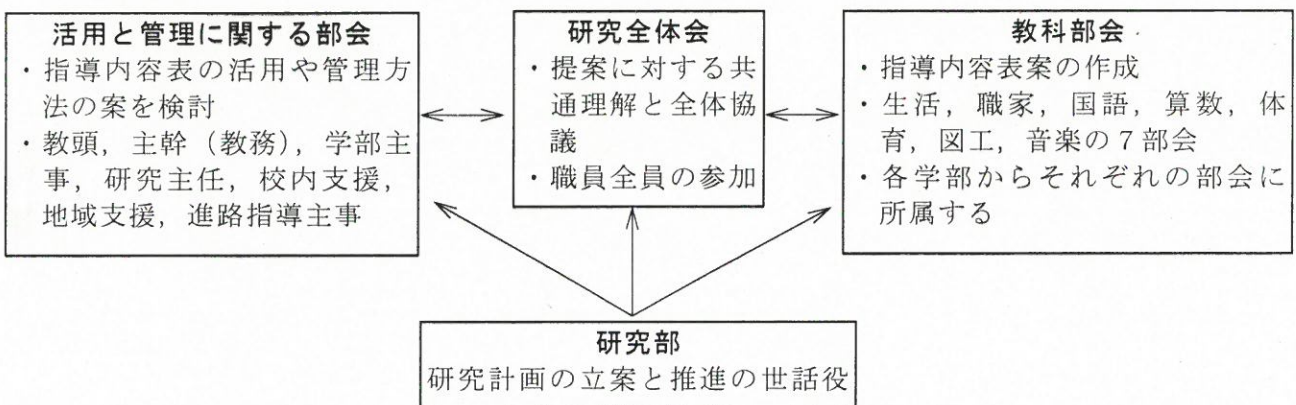 活用と管理に関する部会
・指導内容表の活用や管理方
法の案を検討
・教頭，主幹（教務），学部主
事，研究主任，校内支援，
地域支援，進路指導主事
研究全体会
・提案に対する共
通理解と全体協
議
・職員全員の参加
教科部会
・指導内容表案の作成
・生活，職家，国語，算数，体
育，図工，音楽の７部会
・各学部からそれぞれの部会に
所属する
研究部
研究計画の立案と推進の世話役